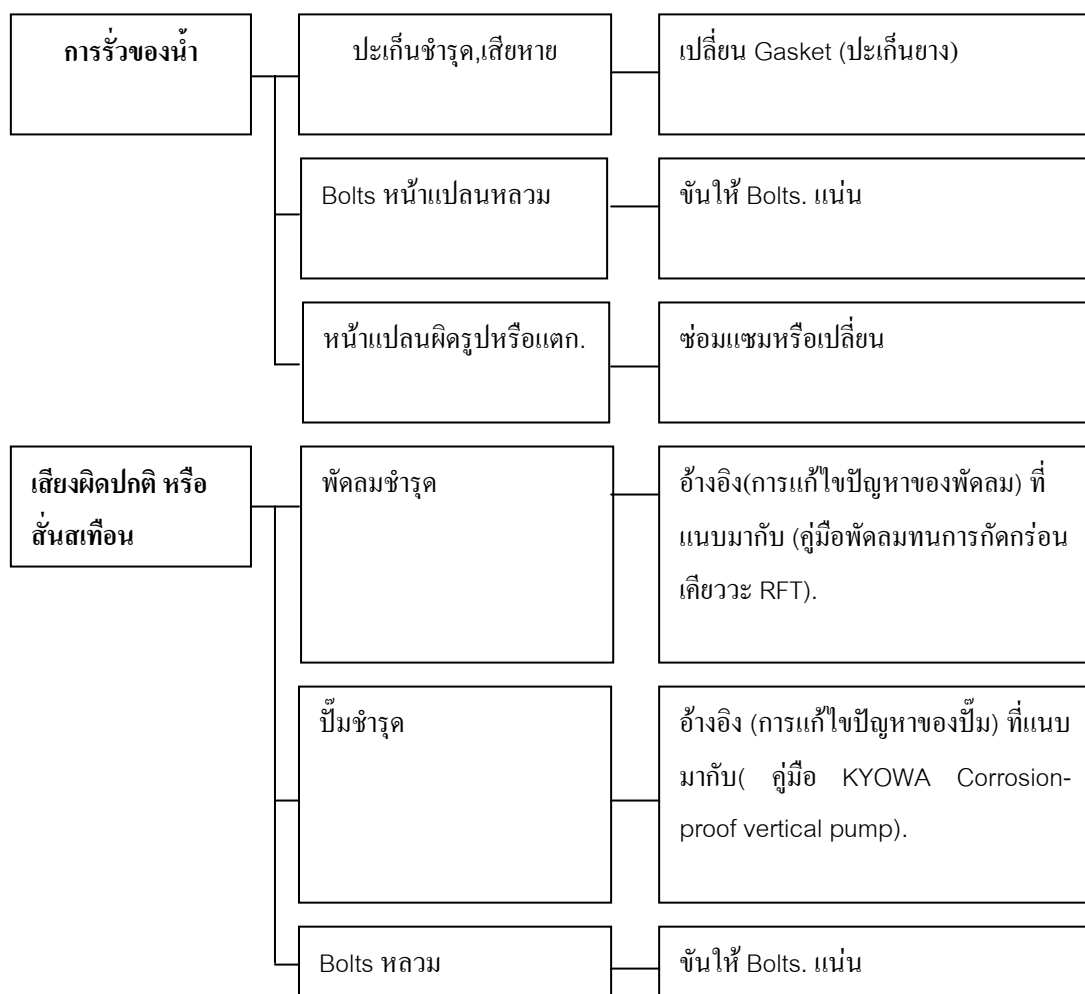 การรั่วของน้ำ
ปะเก็นชำรุด,เสียหาย
เปลี่ยน Gasket (ปะเก็นยาง)
Bolts หน้าแปลนหลวม
ขันให้ Bolts. แน่น
หน้าแปลนผิดรูปหรือแตก.
ซ่อมแซมหรือเปลี่ยน
เสียงผิดปกติ หรือ
สั่นสเทือน
พัดลมชำรุด
อ้างอิง(การแก้ไขปัญหาของพัดลม) ที่
แนบมากับ (คู่มือพัดลมทนการกัดกร่อน
เคียววะ RFT).
ปั๊มชำรุด
อ้างอิง (การแก้ไขปัญหาของปั๊ม) ที่แนบ
มากับ( คู่มือ KYOWA Corrosion-
proof vertical pump).
Bolts หลวม
ขันให้ Bolts. แน่น